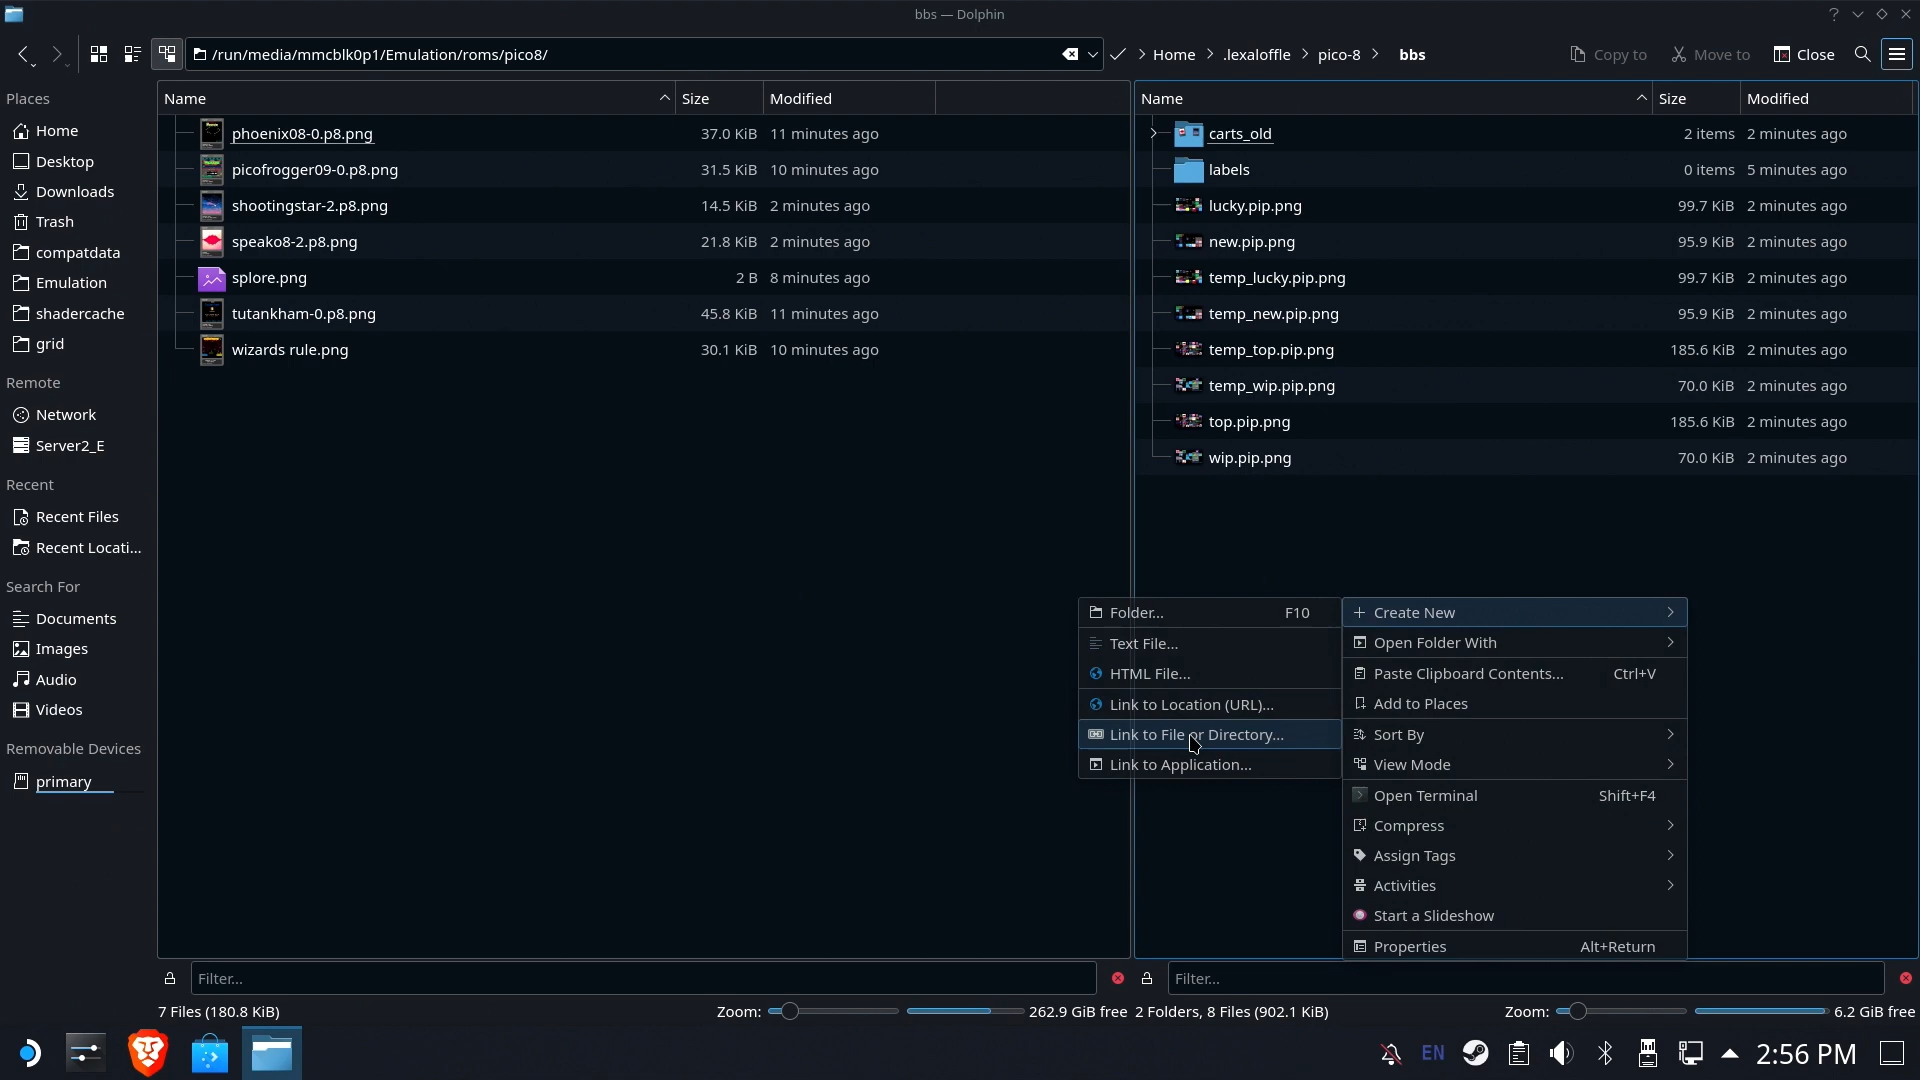 bbs — Dolphin
/run/media/mmcblk0p1/Emulation/roms/pico8/
Home
.lexaloffle
pico-8
bbs
Copy to
Move to
Close
Places
Home
Desktop
Downloads
Trash
compatdata
Emulation
shadercache
grid
Remote
Network
Server2_E
Recent
Recent Files
Recent Locati...
Search For
Documents
Images
Audio
Videos
Removable Devices
primary
Name Size Modified
phoenix08-0.p8.png 37.0 KiB 11 minutes ago
picofrogger09-0.p8.png 31.5 KiB 10 minutes ago
shootingstar-2.p8.png 14.5 KiB 2 minutes ago
speako8-2.p8.png 21.8 KiB 2 minutes ago
splore.png 2 B 8 minutes ago
tutankham-0.p8.png 45.8 KiB 11 minutes ago
wizards rule.png 30.1 KiB 10 minutes ago
Name Size Modified
carts_old 2 items 2 minutes ago
labels 0 items 5 minutes ago
lucky.pip.png 99.7 KiB 2 minutes ago
new.pip.png 95.9 KiB 2 minutes ago
temp_lucky.pip.png 99.7 KiB 2 minutes ago
temp_new.pip.png 95.9 KiB 2 minutes ago
temp_top.pip.png 185.6 KiB 2 minutes ago
temp_wip.pip.png 70.0 KiB 2 minutes ago
top.pip.png 185.6 KiB 2 minutes ago
wip.pip.png 70.0 KiB 2 minutes ago
Folder... F10
Text File...
HTML File...
Link to Location (URL)...
Link to File or Directory...
Link to Application...
Create New
Open Folder With
Paste Clipboard Contents... Ctrl+V
Add to Places
Sort By
View Mode
Open Terminal Shift+F4
Compress
Assign Tags
Activities
Start a Slideshow
Properties Alt+Return
Filter...
Filter...
7 Files (180.8 KiB) Zoom: 262.9 GiB free
2 Folders, 8 Files (902.1 KiB) Zoom: 6.2 GiB free
EN
2:56 PM